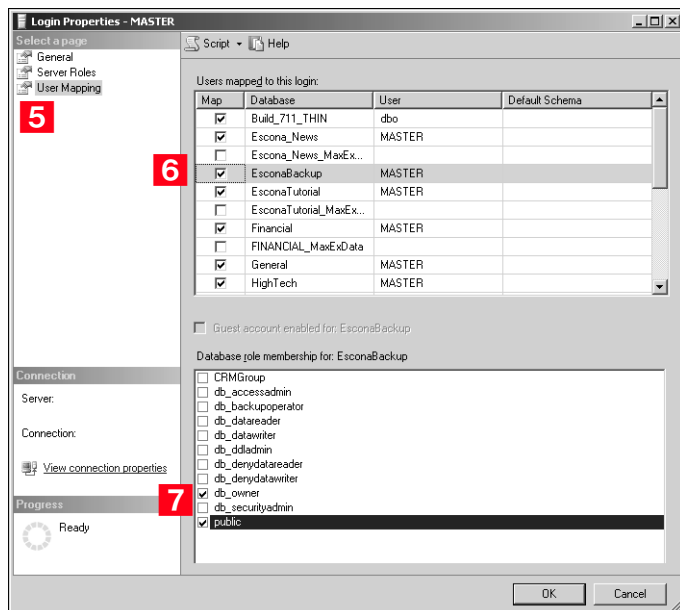 Login Properties - MASTER
Select a page
General
Server Roles
User Mapping
5
Script
Help
Users mapped to this login:
Map Database User Default Schema
Build_711_THIN dbo
Escona_News MASTER
Escona_News_MaxEx...
6
EsconaBackup MASTER
EsconaTutorial MASTER
EsconaTutorial_MaxEx...
Financial MASTER
FINANCIAL_MaxExData
General MASTER
HighTech MASTER
Guest account enabled for: EsconaBackup
Database role membership for: EsconaBackup
CRMGroup
db_accessadmin
db_backupoperator
db_datareader
db_datawriter
db_ddladmin
db_denydatareader
db_denydatawriter
7
db_owner
db_securityadmin
public
Connection
Server:
Connection:
View connection properties
Progress
Ready
OK
Cancel